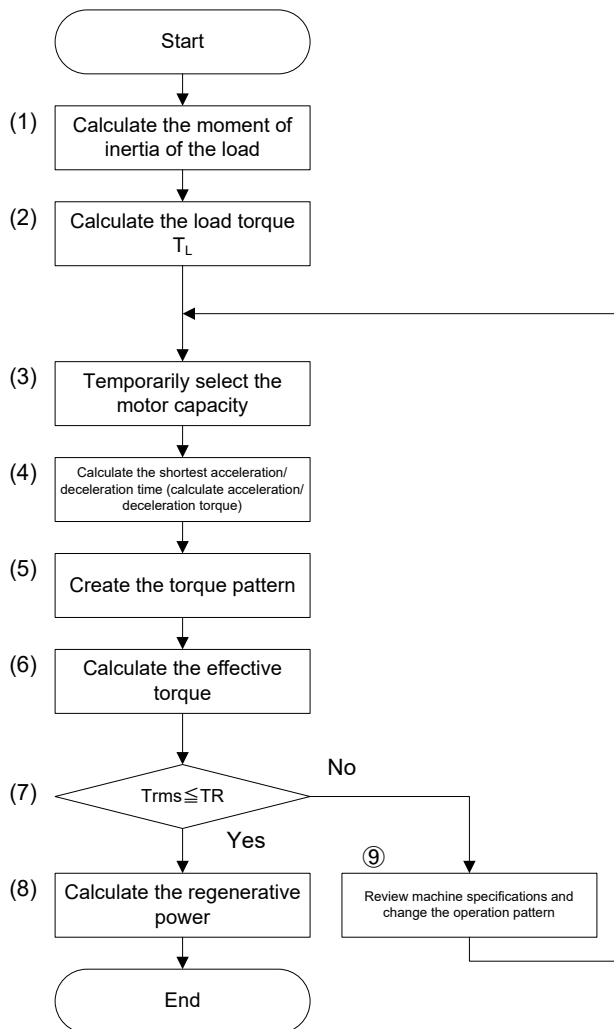 Start
(1)
Calculate the moment of
inertia of the load
(2)
Calculate the load torque
TL
(3)
Temporarily select the
motor capacity
(4)
Calculate the shortest acceleration/
deceleration time (calculate acceleration/
deceleration torque)
(5)
Create the torque pattern
(6)
Calculate the effective
torque
(7)
Trms≦TR
No
Yes
(8)
Calculate the regenerative
power
⑨
Review machine specifications and
change the operation pattern
End